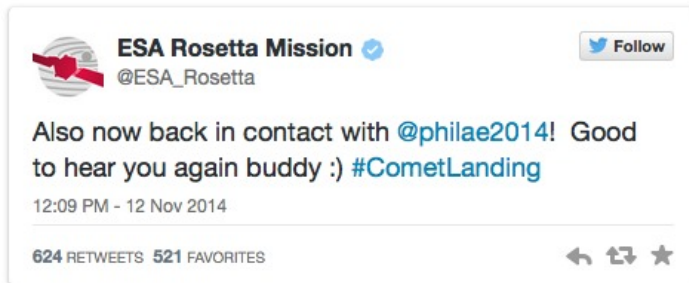 ESA Rosetta Mission
Follow
@ESA_Rosetta
Also now back in contact with @philae2014!  Good
to hear you again buddy :) #CometLanding
12:09 PM - 12 Nov 2014
624 RETWEETS 521 FAVORITES